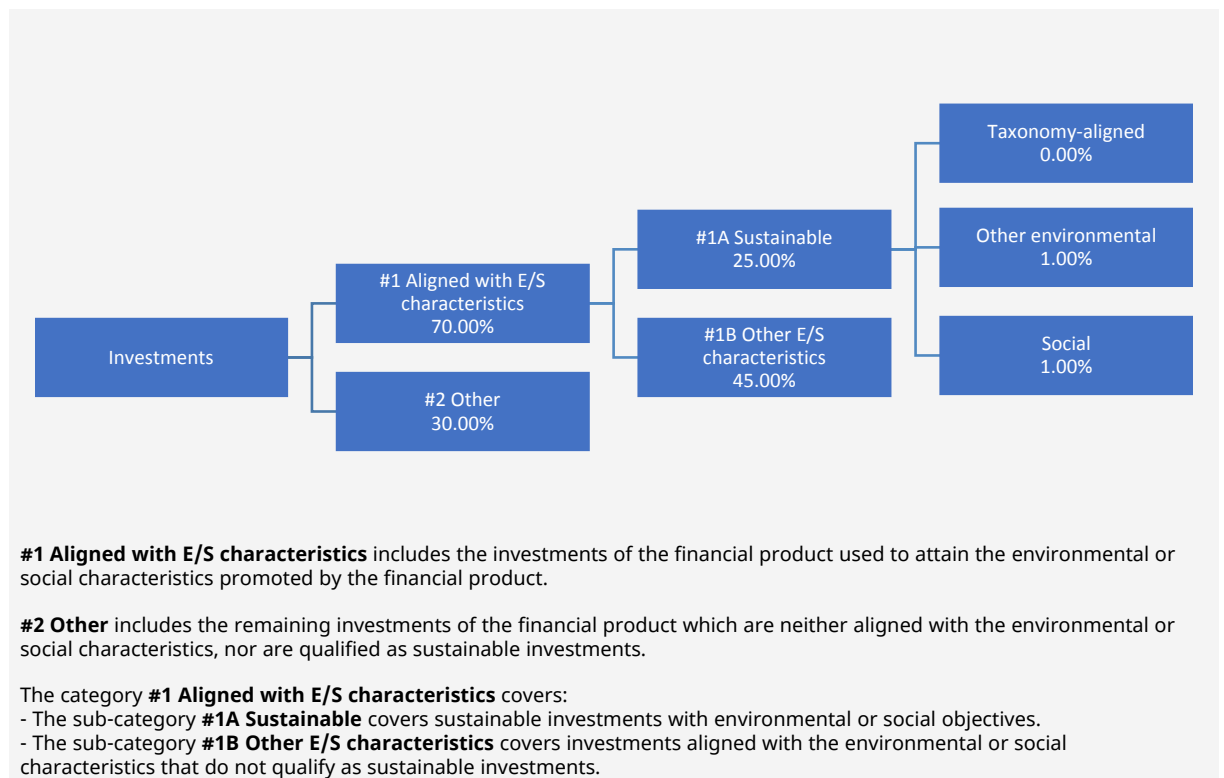 Taxonomy-aligned
0.00%
#1A Sustainable
25.00%
Other environmental
1.00%
#1 Aligned with E/S
characteristics
70.00%
Investments
#1B Other E/S
characteristics
45.00%
Social
1.00%
#2 Other
30.00%
#1 Aligned with E/S characteristics includes the investments of the financial product used to attain the environmental or
social characteristics promoted by the financial product.
#2 Other includes the remaining investments of the financial product which are neither aligned with the environmental or
social characteristics, nor are qualified as sustainable investments.
The category #1 Aligned with E/S characteristics covers:
- The sub-category #1A Sustainable covers sustainable investments with environmental or social objectives.
- The sub-category #1B Other E/S characteristics covers investments aligned with the environmental or social
characteristics that do not qualify as sustainable investments.